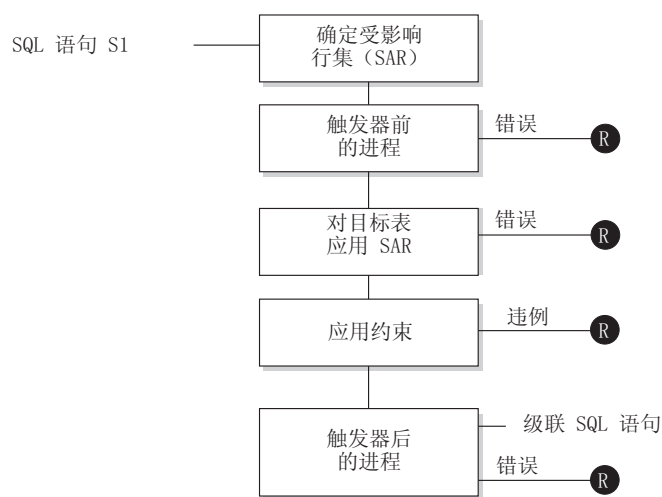 SQL 语句 S1
确定受影响
行集（SAR）
触发器前
的进程
错误
R
对目标表
应用 SAR
错误
R
应用约束
违例
R
触发器后
的进程
级联 SQL 语句
错误
R